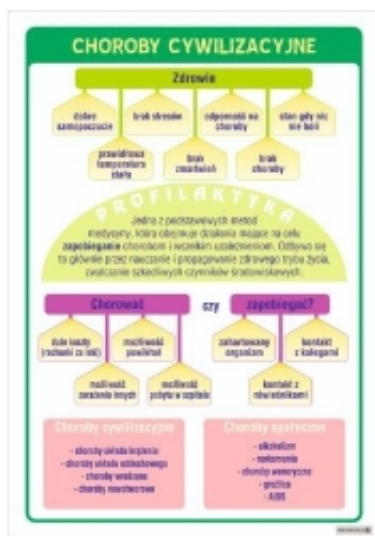 CHOROBY CYWILIZACYJNE
Zdrowie
dobre
samopoczucie
brak stresów
odporność na
choroby
stan gdy nic
nie boli
prawidłowa
temperatura
ciała
brak
zmartwień
brak
choroby
PROFILAKTYKA
Jedna z podstawowych metod
medycyny, która obejmuje działania mające na celu
zapobieganie chorobom i wszelkim uzależnieniom. Odbywa się
to głównie przez nauczanie i propagowanie zdrowego trybu życia,
zwalczanie szkodliwych czynników środowiskowych.
Chorować
czy
zapobiegać?
duże koszty
(rachunki za leki)
możliwość
powikłań
zahartowany
organizm
kontakt
z kolegami
możliwość
zarażenia innych
możliwość
pobytu w szpitalu
kontakt z
rówieśnikami
Choroby cywilizacyjne
- choroby układu krążenia
- choroby układu oddechowego
- choroby wrodzone
- choroby nowotworowe
Choroby społeczne
- alkoholizm
- narkomania
- choroby weneryczne
- gruźlica
- AIDS